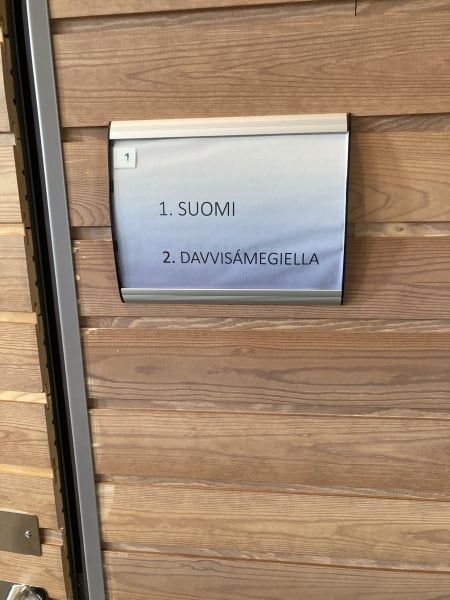 1
1. SUOMI
2. DAVVISÁMEGIELLA